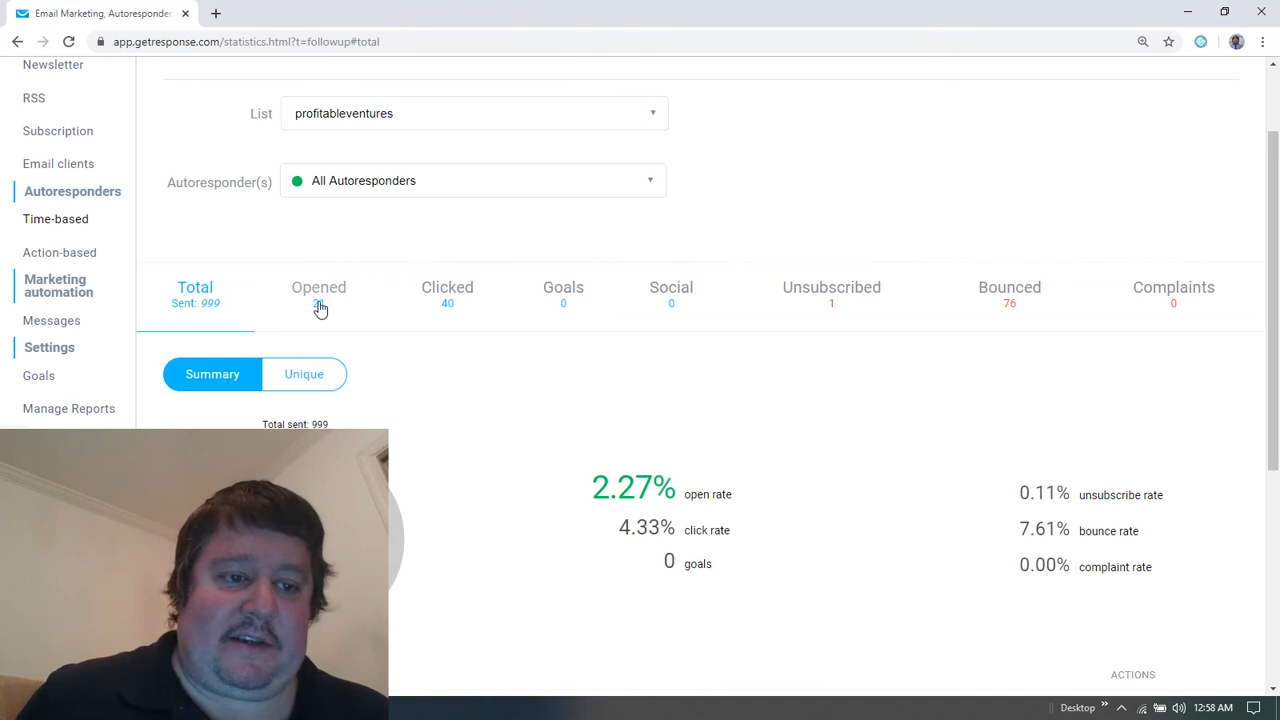 Email Marketing, Autoresponder
app.getresponse.com/statistics.html?t=followup#total
Newsletter
RSS
Subscription
Email clients
Autoresponders
Time-based
Action-based
Marketing
automation
Messages
Settings
Goals
Manage Reports
List
profitableventures
Autoresponder(s)
All Autoresponders
Total
Sent: 999
Opened
Clicked
40
Goals
0
Social
0
Unsubscribed
1
Bounced
76
Complaints
0
Summary
Unique
Total sent: 999
2.27% open rate
4.33% click rate
0 goals
0.11% unsubscribe rate
7.61% bounce rate
0.00% complaint rate
ACTIONS
Desktop
12:58 AM